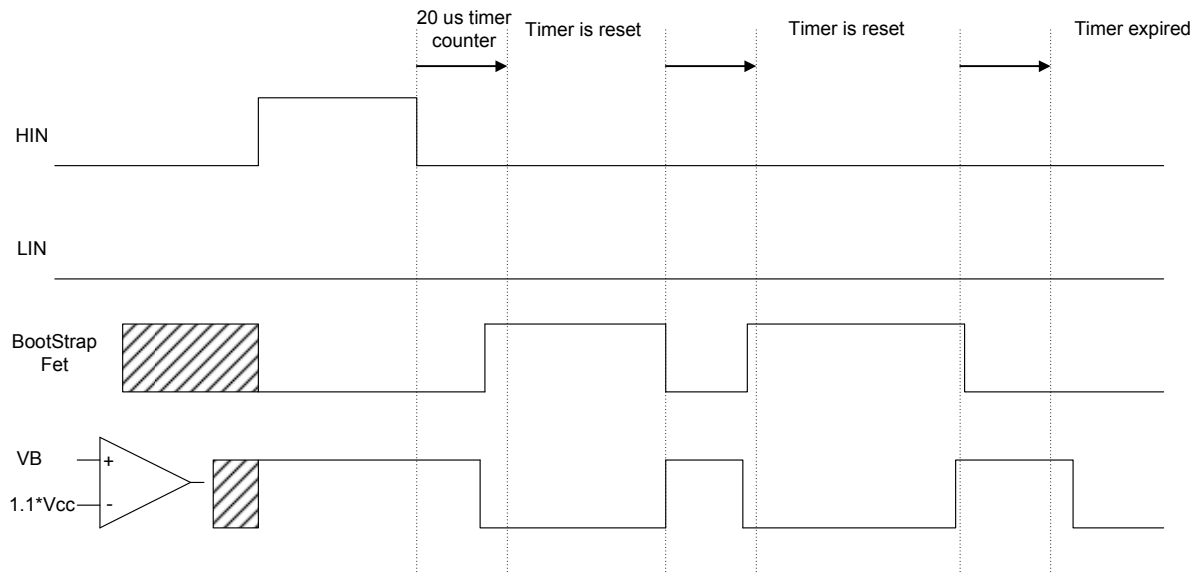 20 us timer
counter
Timer is reset
Timer is reset
Timer expired
HIN
LIN
BootStrap
Fet
VB
+
1.1*Vcc
-